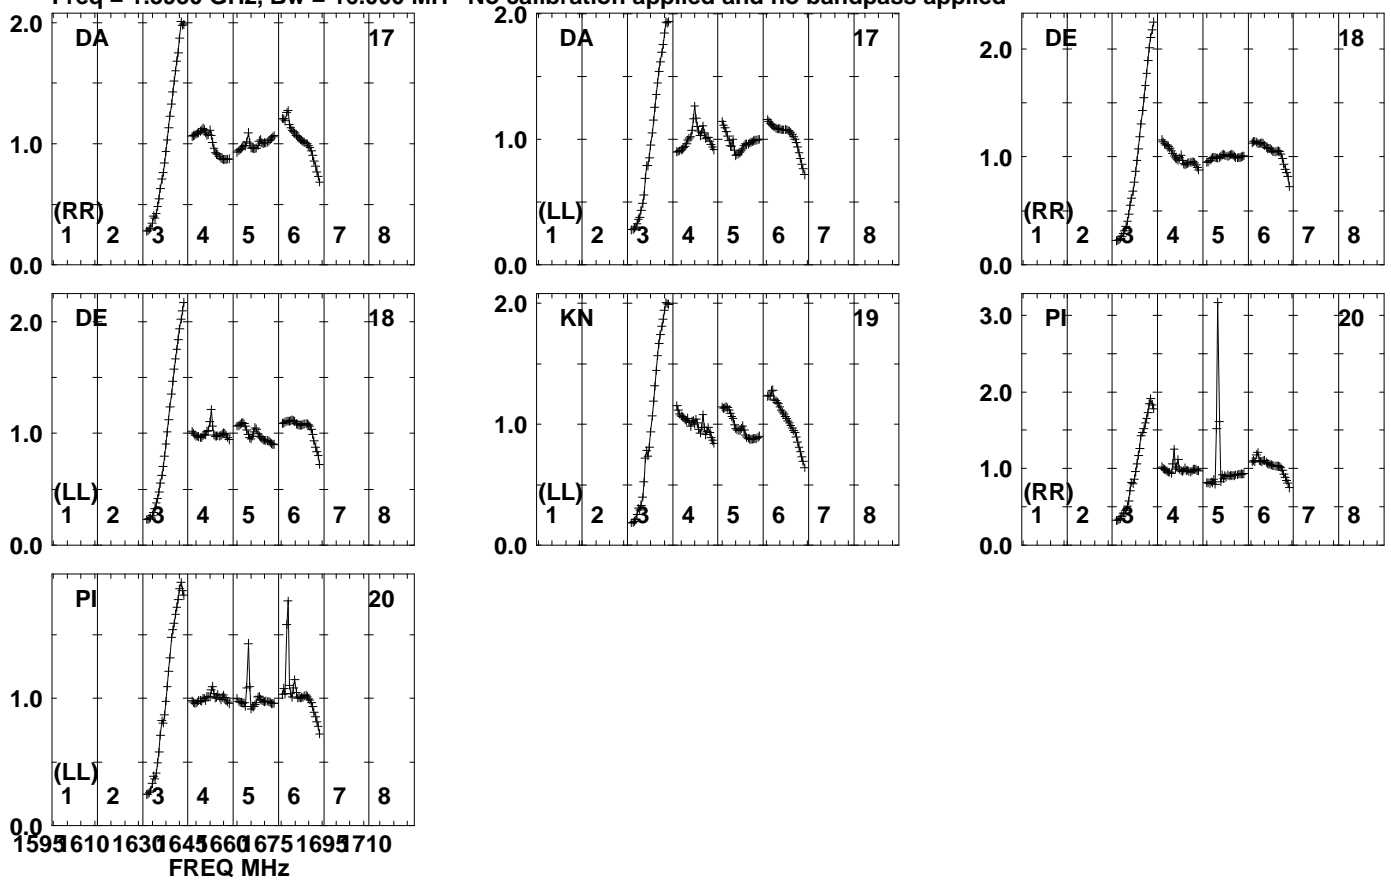 Freq = 1.5956 GHz, Bw = 16.000 MH No calibration applied and no bandpass applied
2.0 DA 17 2.0 DA 17 DE 18
2.0
1.0 1.0 1.0
(RR) (LL) (RR)
1 2 3 4 5 6 7 8 1 2 3 4 5 6 7 8 1 2 3 4 5 6 7 8
0.0 0.0 0.0
2.0 DE 18 2.0 KN 19 3.0 PI 20
2.0
1.0 1.0 1.0
(LL) (LL) (RR)
1 2 3 4 5 6 7 8 1 2 3 4 5 6 7 8 1 2 3 4 5 6 7 8
0.0 0.0 0.0
PI 20
1.0
(LL)
1 2 3 4 5 6 7 8
0.0
1595 1610 1630 1645 1660 1675 1695 1710
FREQ MHz